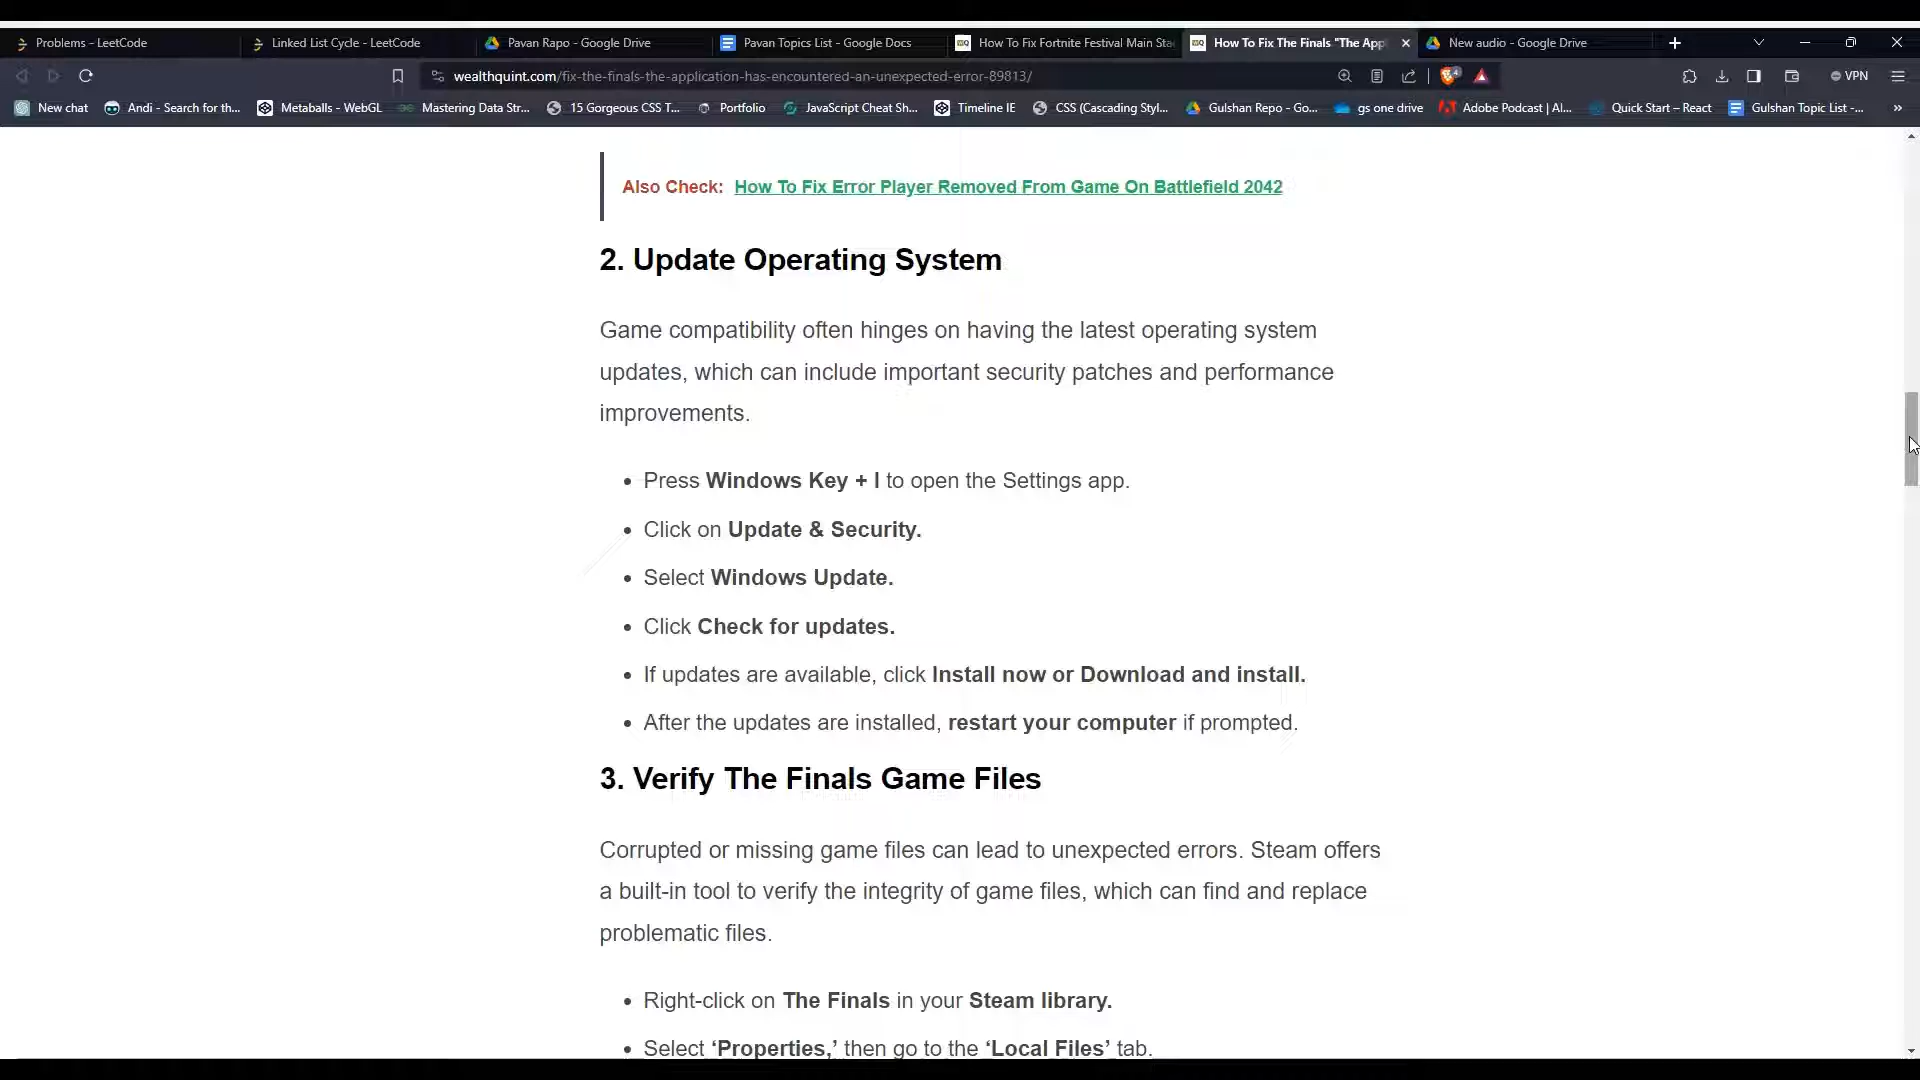 Problems - LeetCode
Linked List Cycle - LeetCode
Pavan Rapo - Google Drive
Pavan Topics List - Google Docs
How To Fix Fortnite Festival Main Sta
How To Fix The Finals "The App
New audio - Google Drive
wealthquint.com/fix-the-finals-the-application-has-encountered-an-unexpected-error-89813/
VPN
New chat
Andi - Search for th...
Metaballs - WebGL
Mastering Data Str...
15 Gorgeous CSS T...
Portfolio
JavaScript Cheat Sh...
Timeline IE
CSS (Cascading Styl...
Gulshan Repo - Go...
gs one drive
Adobe Podcast | AI...
Quick Start – React
Gulshan Topic List -...
Also Check: How To Fix Error Player Removed From Game On Battlefield 2042
2. Update Operating System
Game compatibility often hinges on having the latest operating system
updates, which can include important security patches and performance
improvements.
• Press Windows Key + I to open the Settings app.
• Click on Update & Security.
• Select Windows Update.
• Click Check for updates.
• If updates are available, click Install now or Download and install.
• After the updates are installed, restart your computer if prompted.
3. Verify The Finals Game Files
Corrupted or missing game files can lead to unexpected errors. Steam offers
a built-in tool to verify the integrity of game files, which can find and replace
problematic files.
• Right-click on The Finals in your Steam library.
• Select ‘Properties,’ then go to the ‘Local Files’ tab.